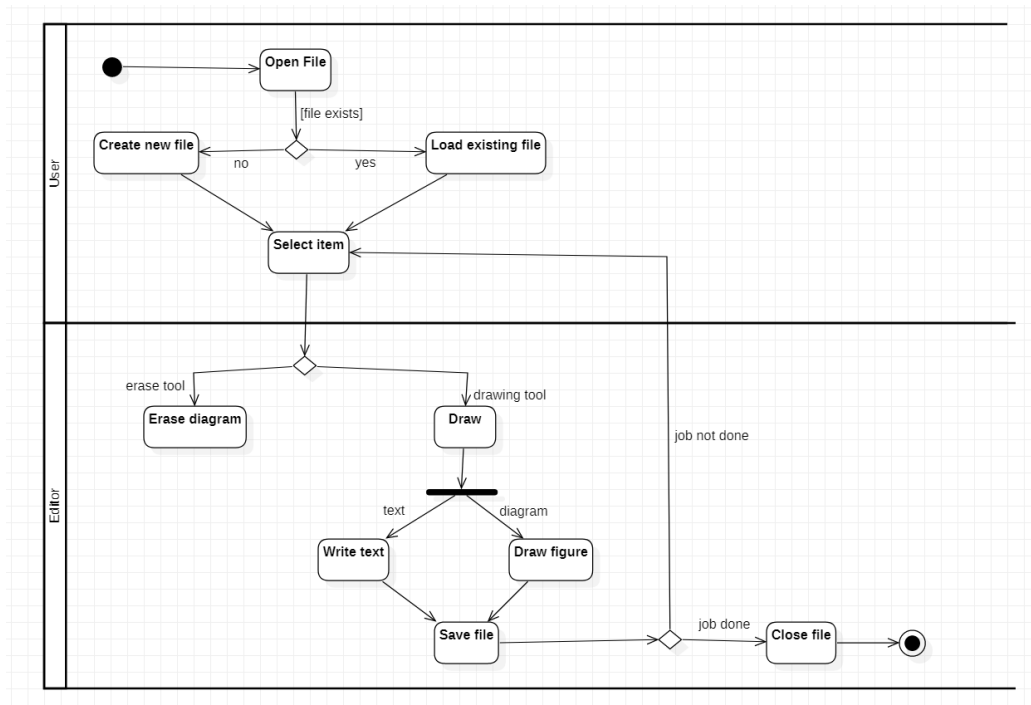 Open File
[file exists]
Create new file
Load existing file
no
yes
User
Select item
erase tool
drawing tool
Erase diagram
Draw
job not done
Editor
text
diagram
Write text
Draw figure
Save file
job done
Close file